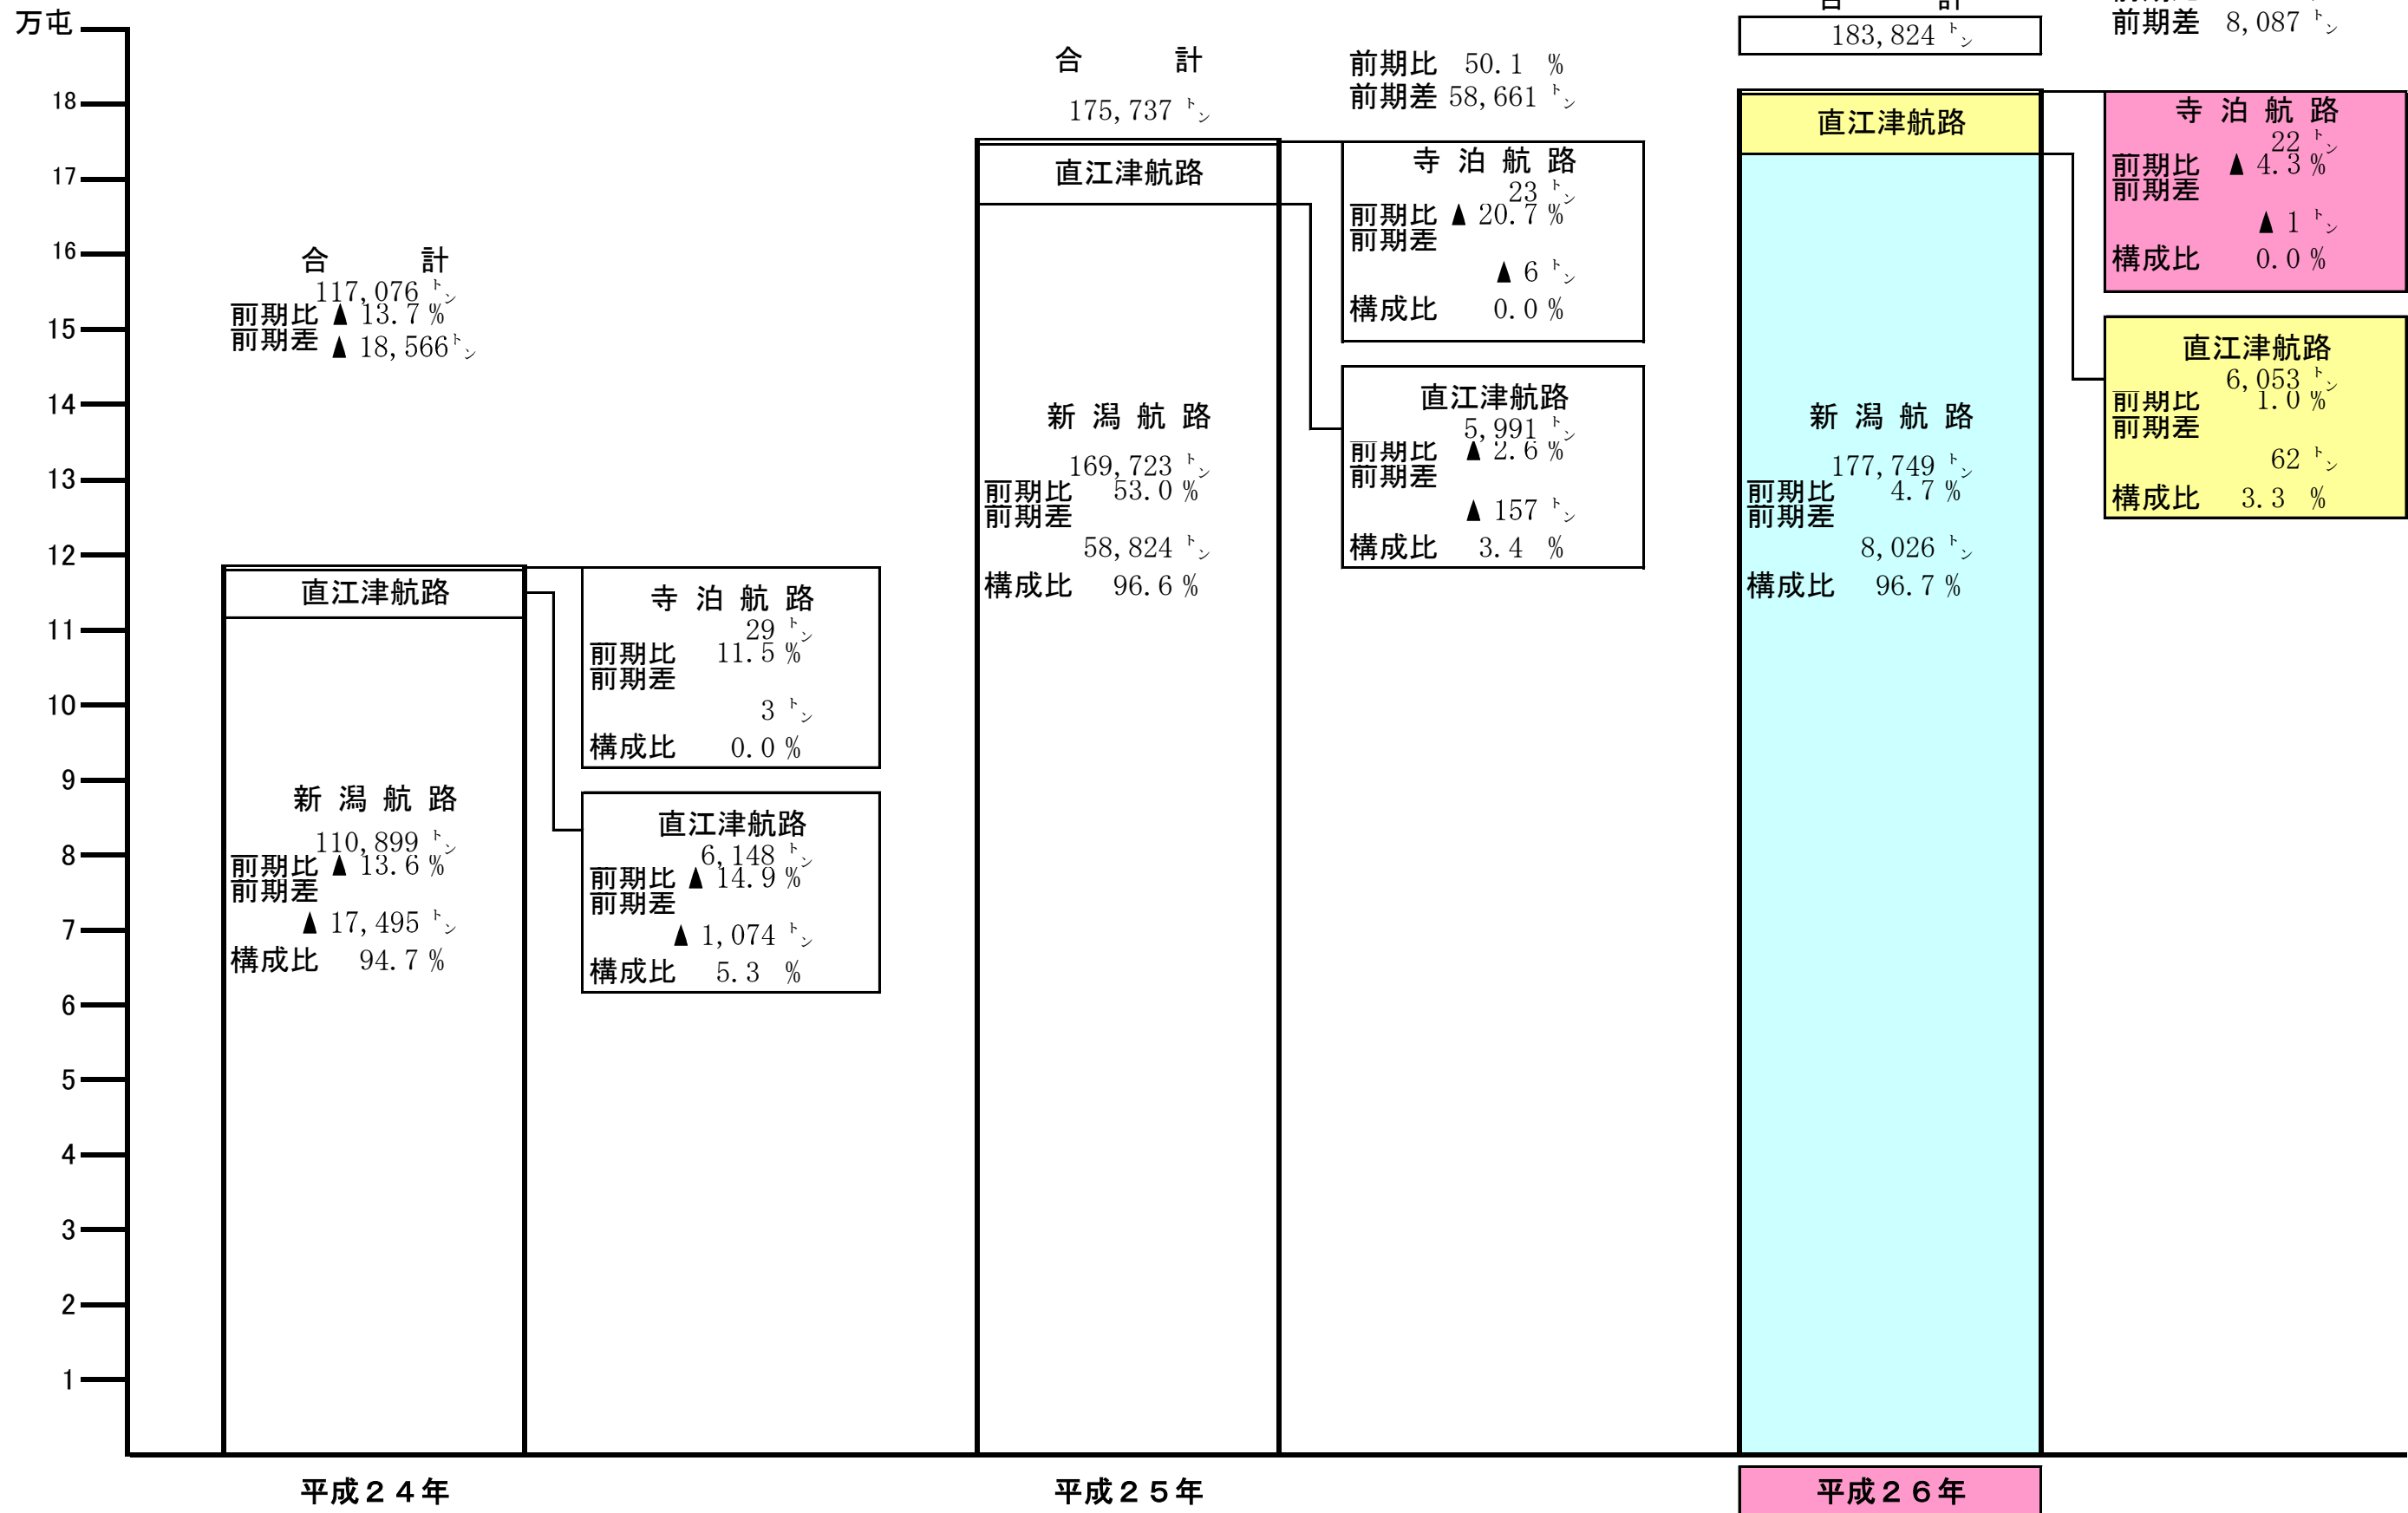 万屯
18
17
16
15
14
13
12
11
10
9
8
7
6
5
4
3
2
1
合 計
117,076 トン
前期比 ▲ 13.7 %
前期差 ▲ 18,566 トン
直江津航路
新 潟 航 路
110,899 トン
前期比 ▲ 13.6 %
前期差
▲ 17,495 トン
構成比 94.7 %
寺 泊 航 路
29 トン
前期比 11.5 %
前期差
3 トン
構成比 0.0 %
直江津航路
6,148 トン
前期比 ▲ 14.9 %
前期差
▲ 1,074 トン
構成比 5.3 %
平成２４年
合 計
175,737 トン
前期比 50.1 %
前期差 58,661 トン
直江津航路
新 潟 航 路
169,723 トン
前期比 53.0 %
前期差
58,824 トン
構成比 96.6 %
寺 泊 航 路
23 トン
前期比 ▲ 20.7 %
前期差
▲ 6 トン
構成比 0.0 %
直江津航路
5,991 トン
前期比 ▲ 2.6 %
前期差
▲ 157 トン
構成比 3.4 %
平成２５年
合 計
183,824 トン
前期差 8,087 トン
直江津航路
新 潟 航 路
177,749 トン
前期比 4.7 %
前期差
8,026 トン
構成比 96.7 %
寺 泊 航 路
22 トン
前期比 ▲ 4.3 %
前期差
▲ 1 トン
構成比 0.0 %
直江津航路
6,053 トン
前期比 1.0 %
前期差
62 トン
構成比 3.3 %
平成２６年